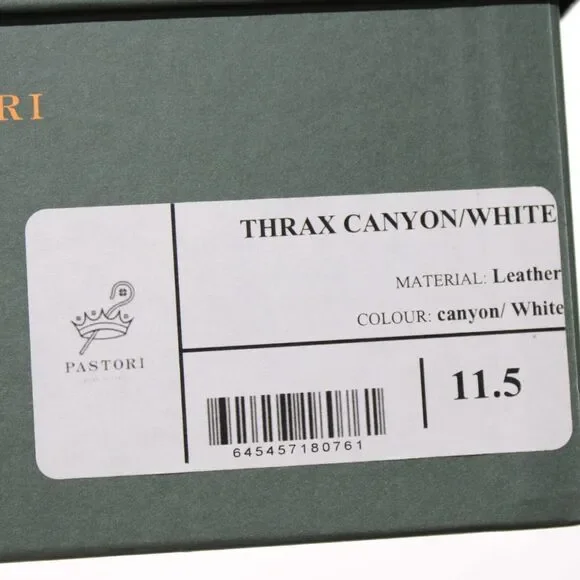 RI
THRAX CANYON/WHITE
MATERIAL: Leather
COLOUR: canyon/ White
PASTORI
11.5
645457180761